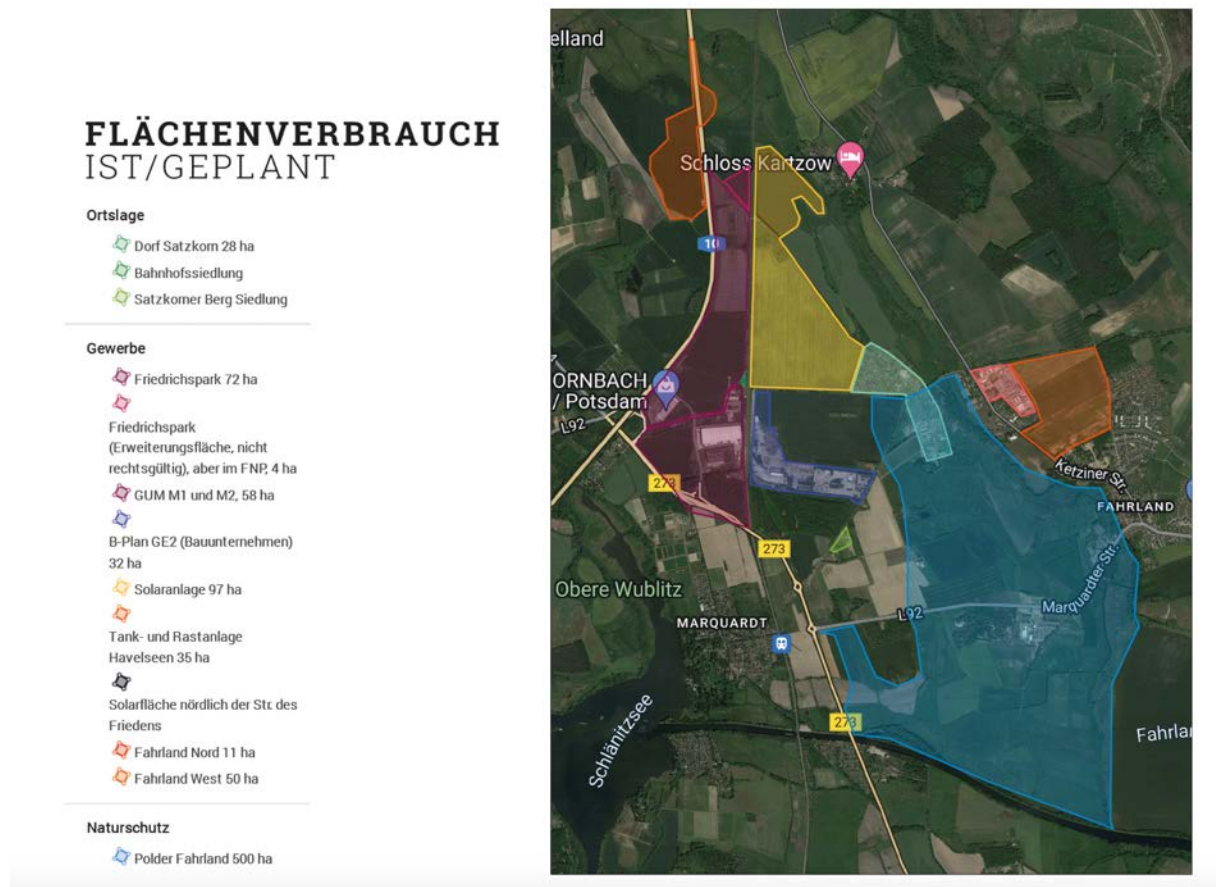 FLÄCHENVERBRAUCH
IST/GEPLANT
Ortslage
Dorf Satzkorn 28 ha
Bahnhofssiedlung
Satzkorner Berg Siedlung
Gewerbe
Friedrichspark 72 ha
Friedrichspark
(Erweiterungsfläche, nicht
rechtsgültig), aber im FNP, 4 ha
GUM M1 und M2, 58 ha
B-Plan GE2 (Bauunternehmen)
32 ha
Solaranlage 97 ha
Tank- und Rastanlage
Havelseen 35 ha
Solarfläche nördlich der Str. des
Friedens
Fahrland Nord 11 ha
Fahrland West 50 ha
Naturschutz
Polder Fahrland 500 ha
elland
Schloss Kartzow
10
ORNBACH
/ Potsdam
L92
273
Ketziner Str.
FAHRLAND
273
Obere Wublitz
Marquardter Str.
L92
MARQUARDT
273
Schlänitzsee
Fahrla